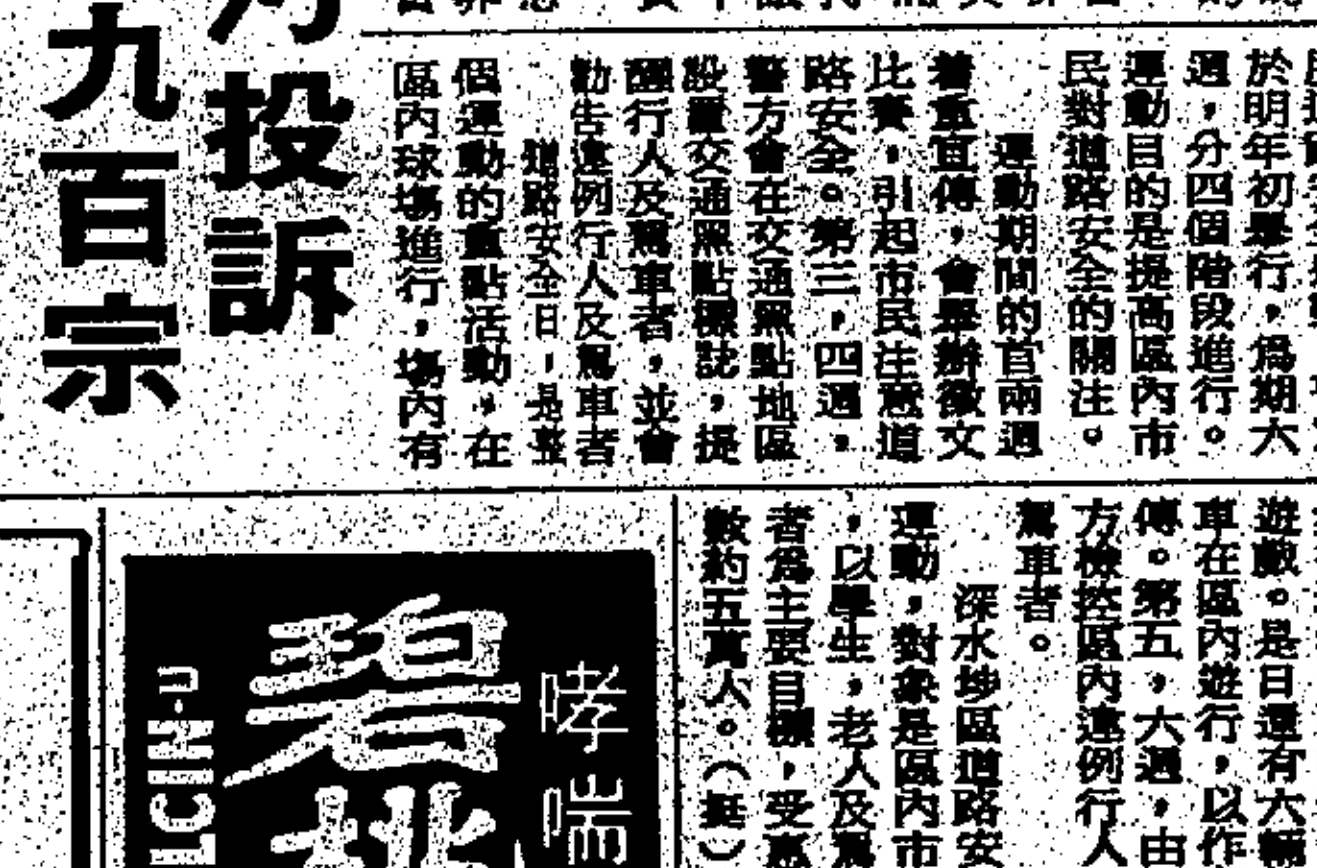 於明年初舉行，爲期六
週，分四個階段進行。
運動目的是提高區內市
民對道路安全的關注。
運動期間的首兩週
着重宣傳，會舉辦徵文
比賽，引起市民注意道
路安全。第三，四週，
警方會在交通黑點地區
設置交通黑點標誌，提
醒行人及駕車者，並會
勸告違例行人及駕車者
道路安全日，是整
個運動的重點活動，在
區內球場進行，場內有
投訴
九百宗
遊戲。是日還有六輛
車在區內遊行，以作
傳。第五，六週，由
方檢控區內違例行人
駕車者。
深水埗區道路安
運動，對象是區內市
，以學生，老人及駕
者爲主要目標，受惠
數約五萬人。（挺）
哮喘
碧
LCIN-U